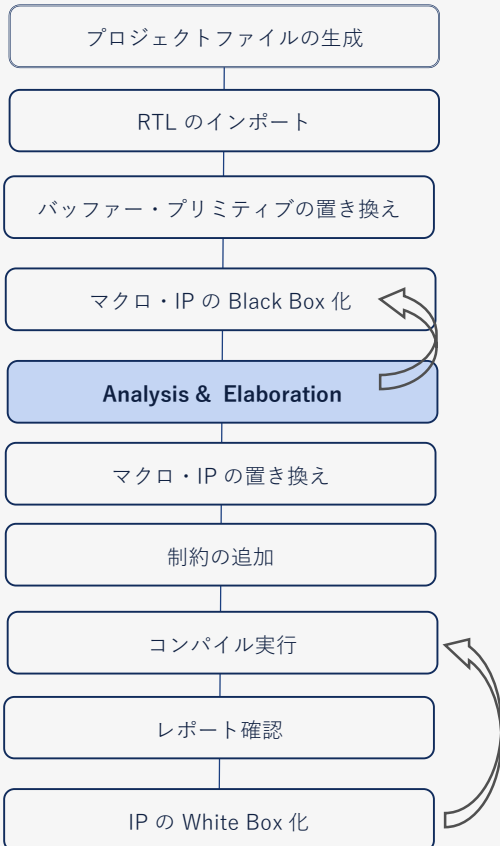 プロジェクトファイルの生成
RTL のインポート
バッファー・プリミティブの置き換え
マクロ・IP の Black Box 化
Analysis & Elaboration
マクロ・IP の置き換え
制約の追加
コンパイル実行
レポート確認
IP の White Box 化